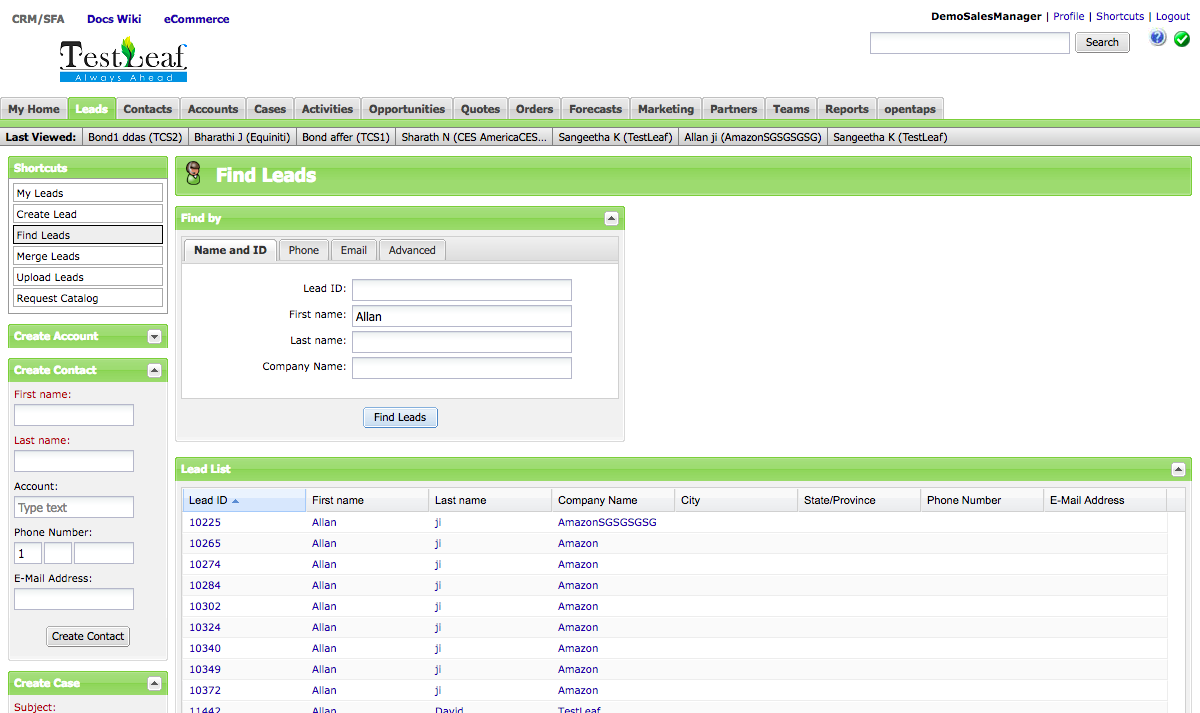 CRM/SFA Docs Wiki eCommerce
DemoSalesManager | Profile | Shortcuts | Logout
TestLeaf
Always Ahead
Search
My Home Leads Contacts Accounts Cases Activities Opportunities Quotes Orders Forecasts Marketing Partners Teams Reports opentaps
Last Viewed: Bond1 ddas (TCS2) Bharathi J (Equiniti) Bond affer (TCS1) Sharath N (CES AmericaCES... Sangeetha K (TestLeaf) Allan ji (AmazonSGSGSGSG) Sangeetha K (TestLeaf)
Shortcuts
My Leads
Create Lead
Find Leads
Merge Leads
Upload Leads
Request Catalog
Create Account
Create Contact
First name:
Last name:
Account:
Type text
Phone Number:
1
E-Mail Address:
Create Contact
Create Case
Subject:
Find Leads
Find by
Name and ID Phone Email Advanced
Lead ID:
First name: Allan
Last name:
Company Name:
Find Leads
Lead List
Lead ID First name Last name Company Name City State/Province Phone Number E-Mail Address
10225 Allan ji AmazonSGSGSGSG
10265 Allan ji Amazon
10274 Allan ji Amazon
10284 Allan ji Amazon
10302 Allan ji Amazon
10324 Allan ji Amazon
10340 Allan ji Amazon
10349 Allan ji Amazon
10372 Allan ji Amazon
11442 Allan David TestLeaf